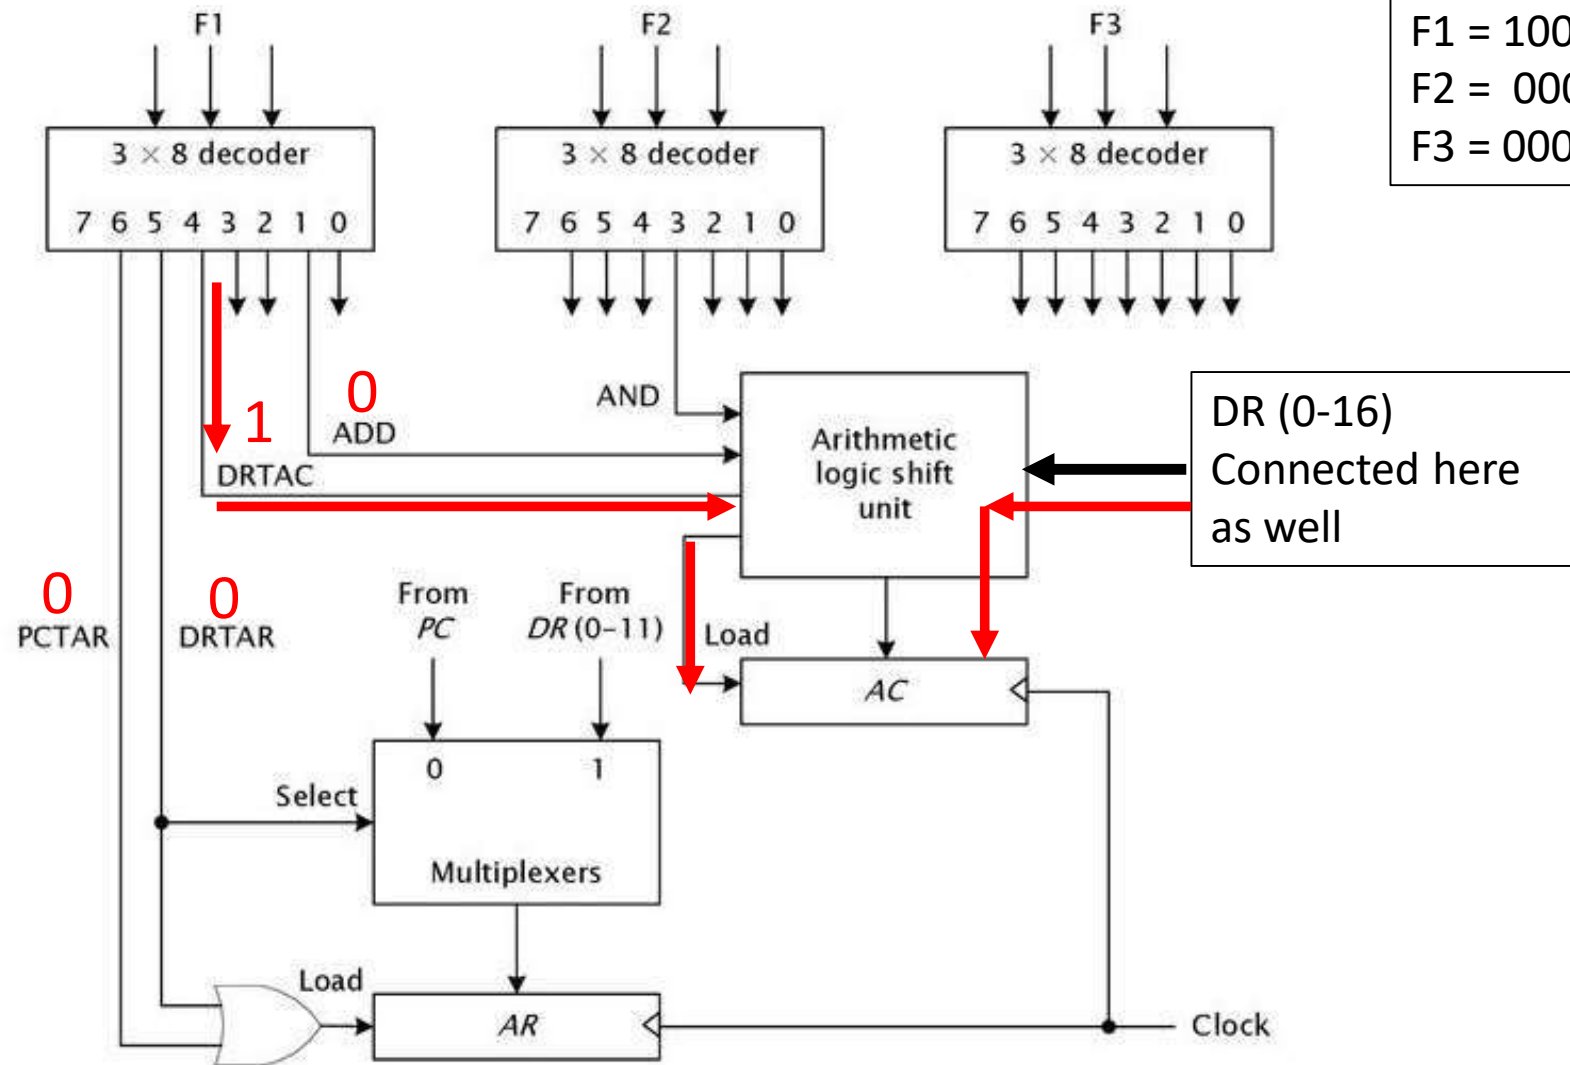 F1
F2
F3
F1 = 100
F2 = 000
F3 = 000
3 × 8 decoder
7 6 5 4 3 2 1 0
3 × 8 decoder
7 6 5 4 3 2 1 0
3 × 8 decoder
7 6 5 4 3 2 1 0
0
1
ADD
DRTAC
AND
Arithmetic
logic shift
unit
DR (0-16)
Connected here
as well
0
PCTAR
0
DRTAR
From
PC
From
DR (0–11)
Load
AC
0
1
Select
Multiplexers
Load
AR
Clock